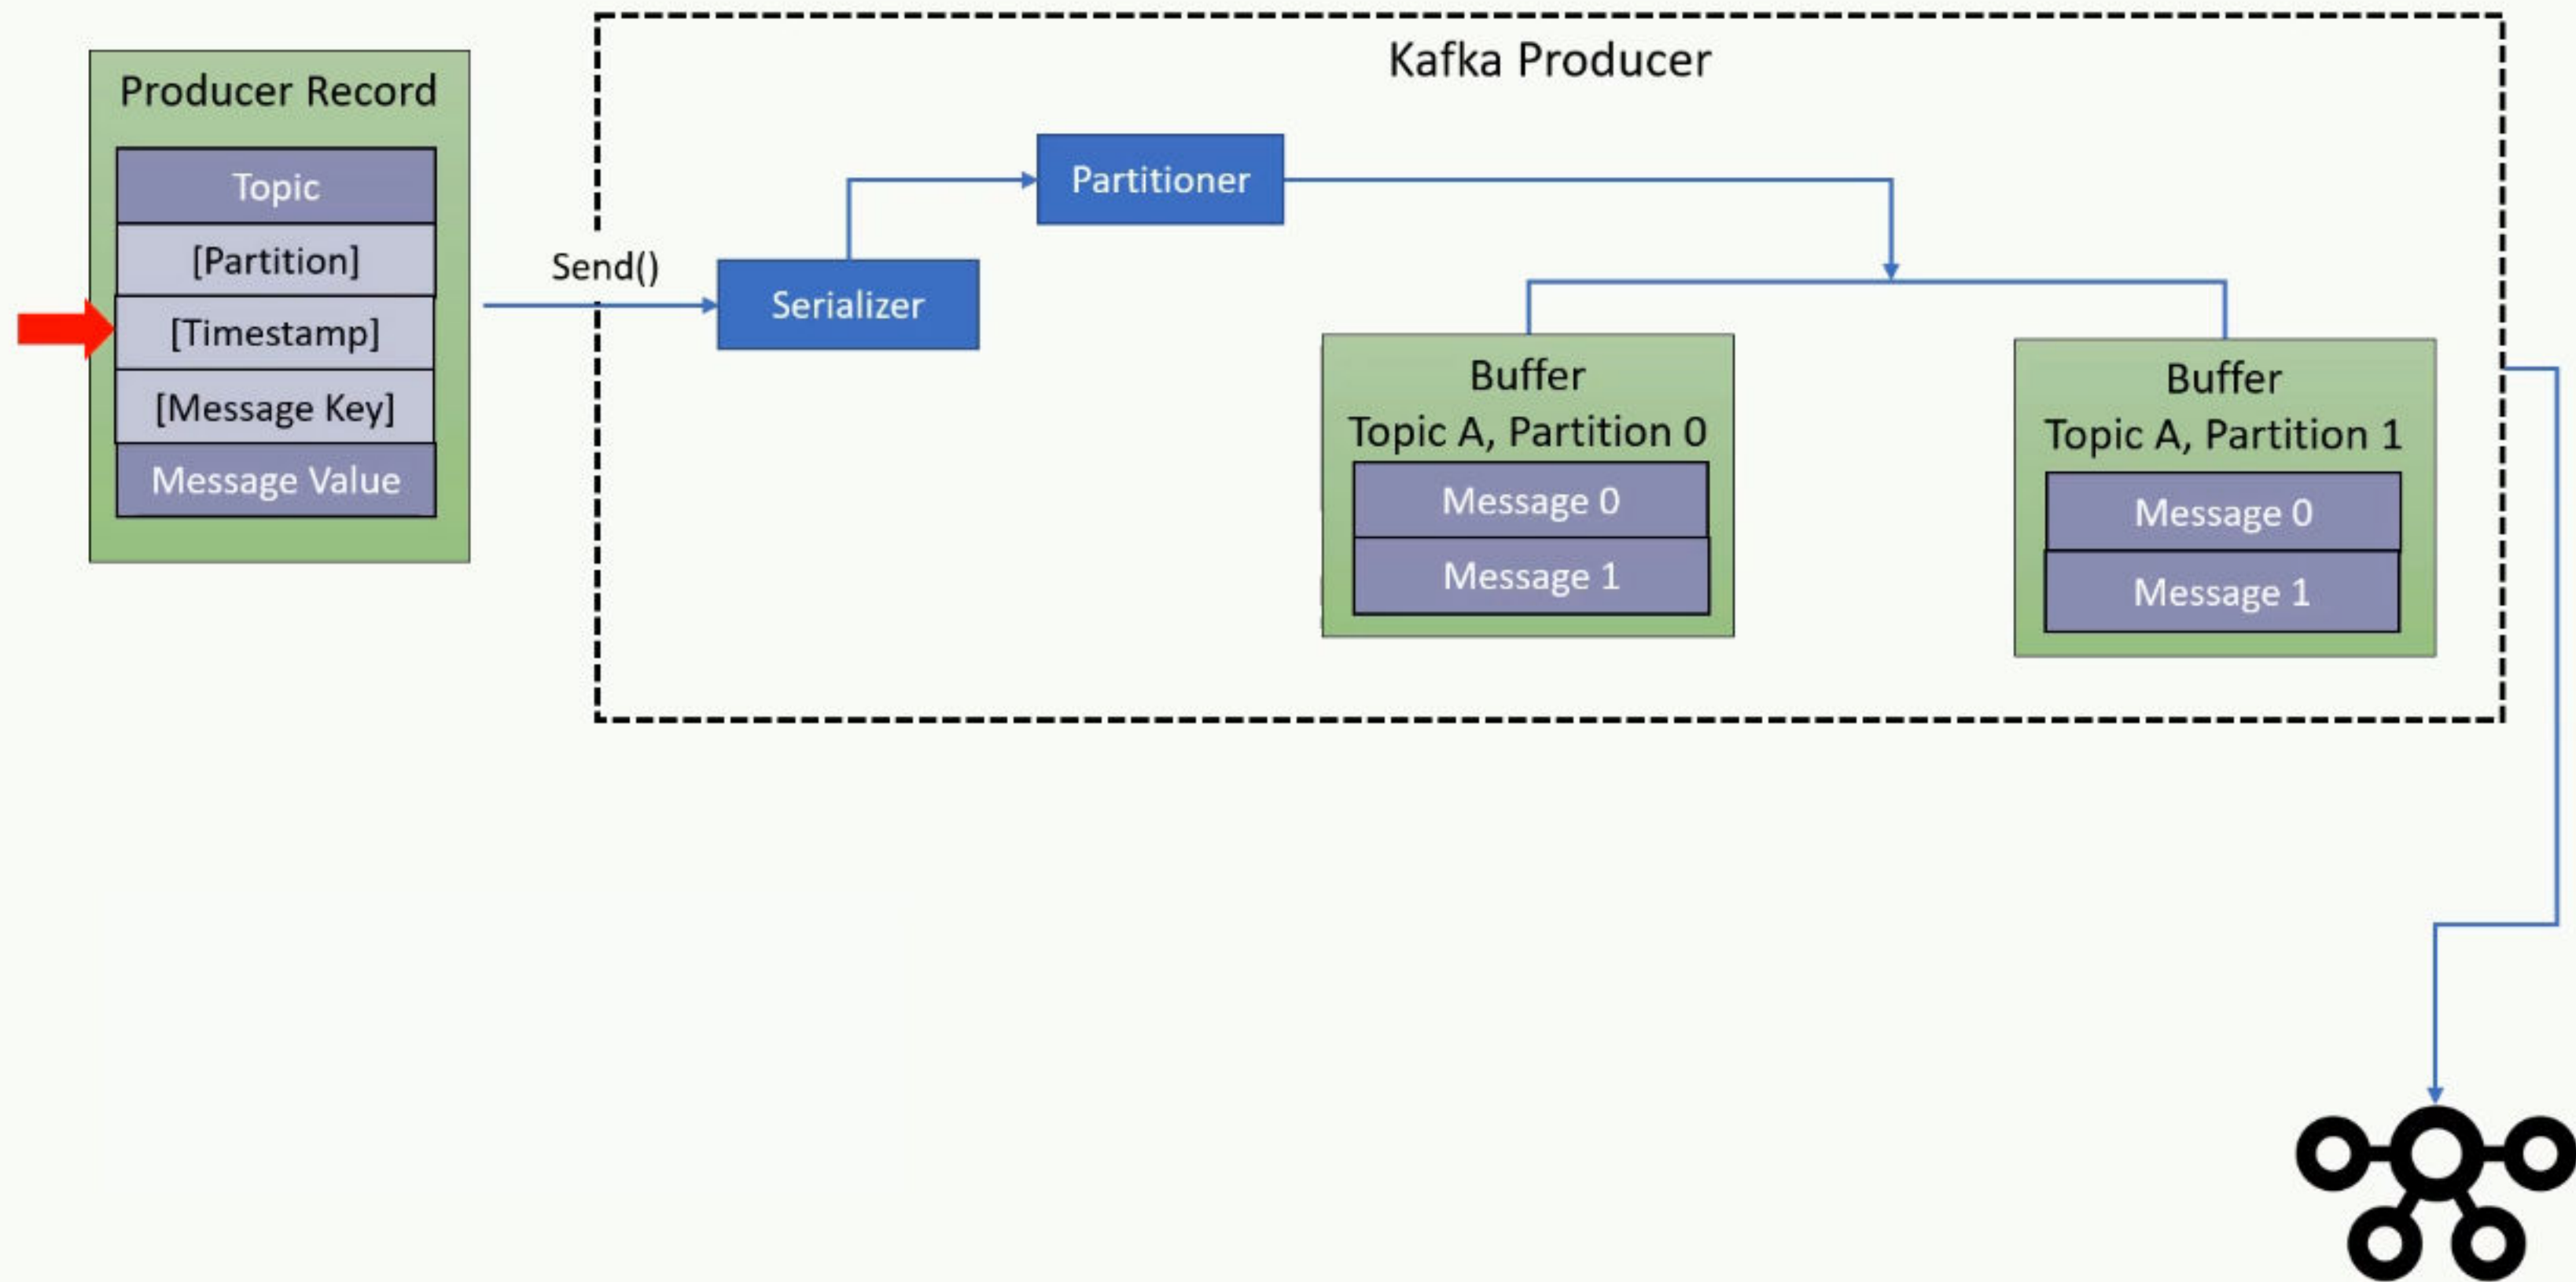 Kafka Producer
Producer Record
Topic
[Partition]
[Timestamp]
[Message Key]
Message Value
Send()
Serializer
Partitioner
Buffer
Topic A, Partition 0
Message 0
Message 1
Buffer
Topic A, Partition 1
Message 0
Message 1